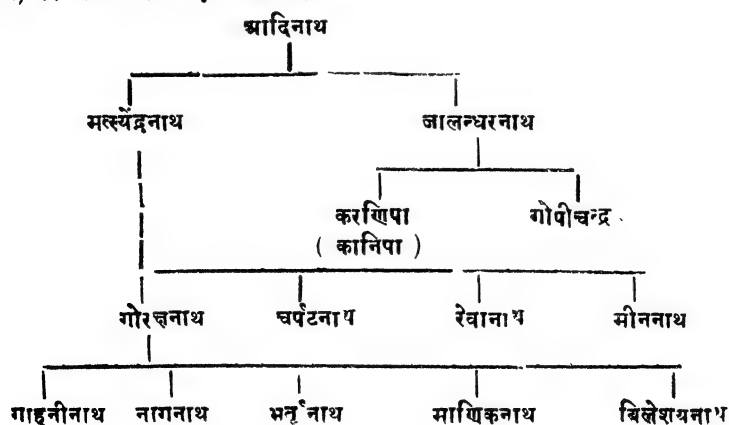 आदिनाथ
मत्स्येंद्रनाथ जालन्धरनाथ
करणिपा गोपीचन्द्र
( कानिपा )
गोरक्षनाथ चर्पटनाथ रेवानाथ मीननाथ
गाहनीनाथ नागनाथ भर्तृनाथ माणिकनाथ बिलेशयनाथ